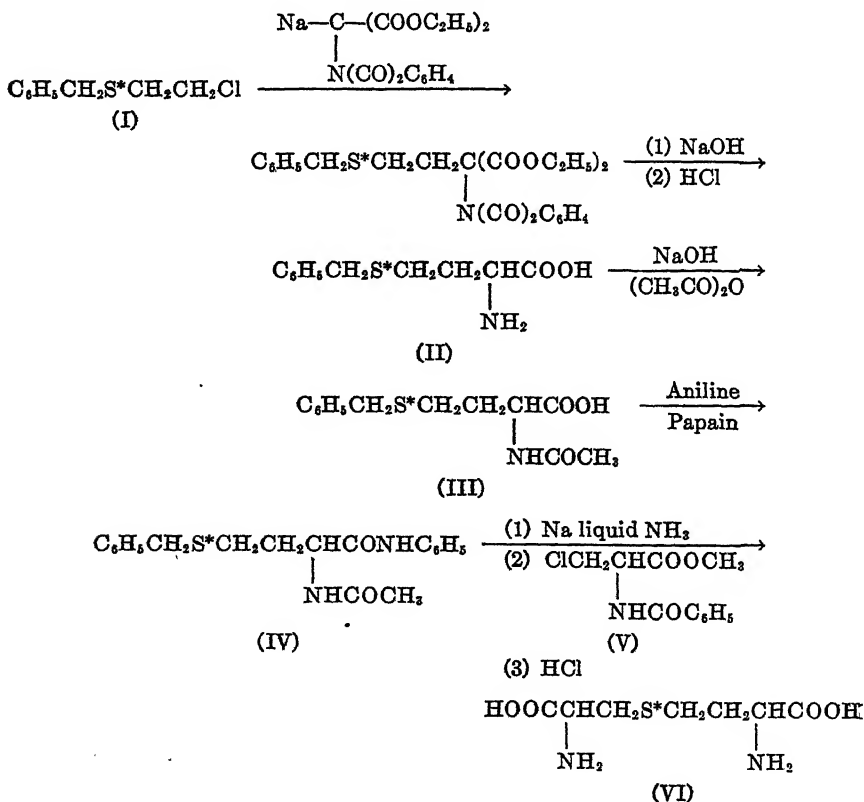 Na—C—(COOC₂H₅)₂
N(CO)₂C₆H₄
C₆H₅CH₂S*CH₂CH₂Cl
(I)
C₆H₅CH₂S*CH₂CH₂C(COOC₂H₅)₂ (1) NaOH
(2) HCl
N(CO)₂C₆H₄
C₆H₅CH₂S*CH₂CH₂CHCOOH NaOH
(CH₃CO)₂O
NH₂
(II)
C₆H₅CH₂S*CH₂CH₂CHCOOH Aniline
Papain
NHCOCH₃
(III)
C₆H₅CH₂S*CH₂CH₂CHCONHC₆H₅ (1) Na liquid NH₃
(2) ClCH₂CHCOOCH₃
NHCOCH₃ NHCOC₆H₅
(IV) (V)
(3) HCl
HOOCCHCH₂S*CH₂CH₂CHCOOH
NH₂ NH₂
(VI)